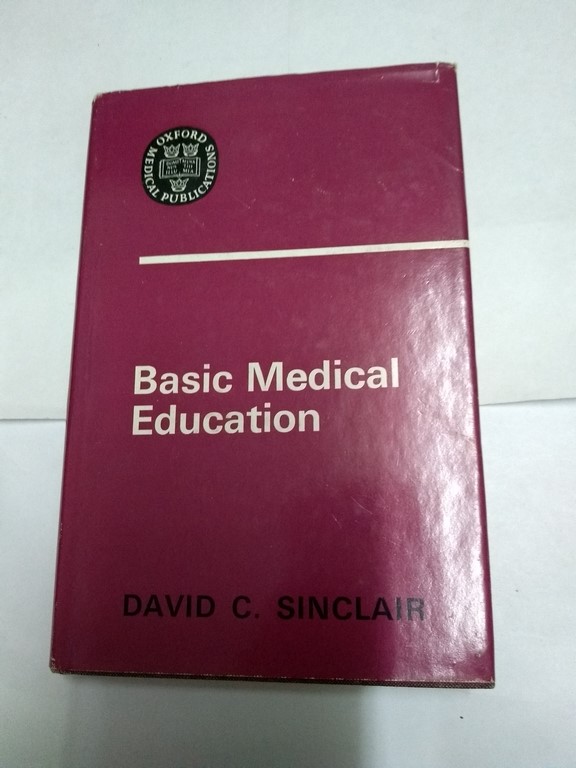 OXFORD MEDICAL PUBLICATIONS
Basic Medical
Education
DAVID C. SINCLAIR